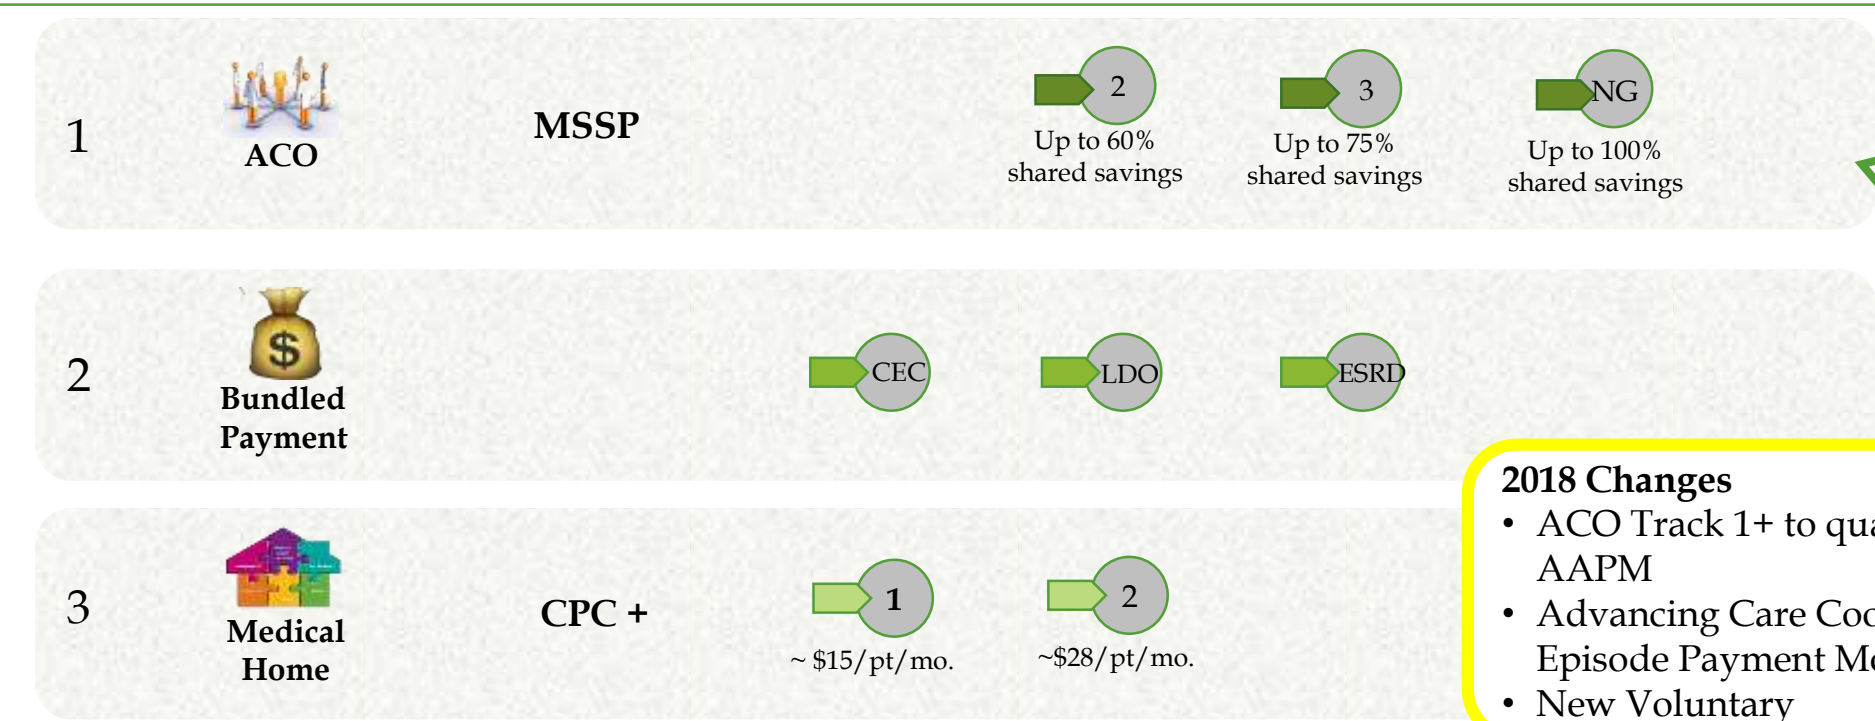 1
ACO
MSSP
2
Up to 60%
shared savings
3
Up to 75%
shared savings
NG
Up to 100%
shared savings
2
$
Bundled
Payment
CEC
LDO
ESRD
3
Medical
Home
CPC +
1
~ $15/pt/mo.
2
~$28/pt/mo.
2018 Changes
• ACO Track 1+ to
AAPM
• Advancing Care
Episode Payment
• New Voluntary